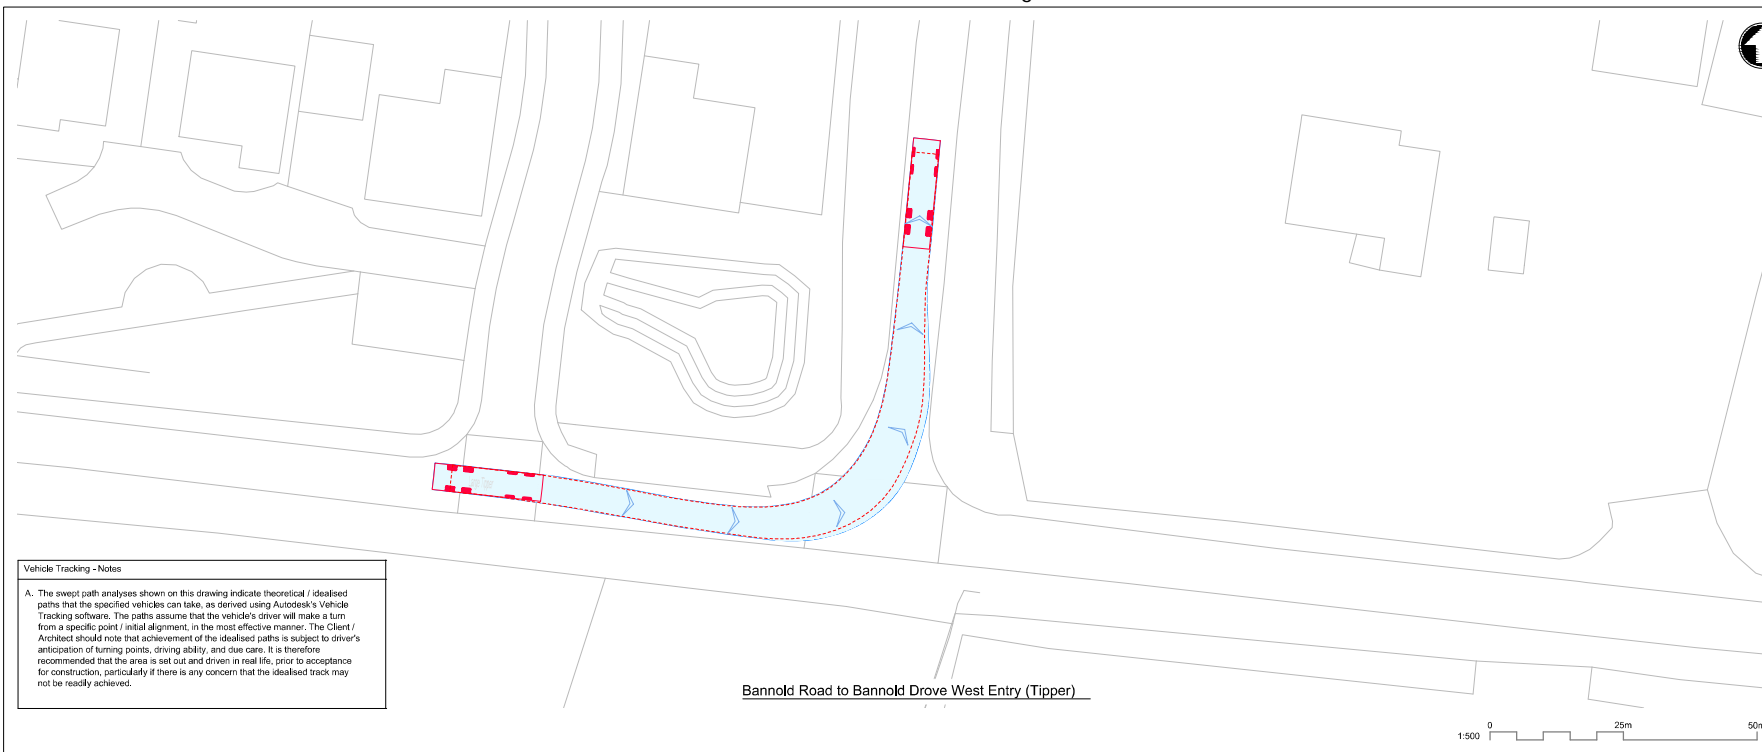 Vehicle Tracking - Notes
A. The swept path analyses shown on this drawing indicate theoretical / idealised
paths that the specified vehicles can take, as derived using Autodesk's Vehicle
Tracking software. The paths assume that the vehicle's driver will make a turn
from a specific point / initial alignment, in the most effective manner. The Client /
Architect should note that achievement of the idealised paths is subject to driver's
anticipation of turning points, driving ability, and due care. It is therefore
recommended that the area is set out and driven in real life, prior to acceptance
for construction, particularly if there is any concern that the idealised track may
not be readily achieved.
Bannold Road to Bannold Drove West Entry (Tipper)
1:500
0
25m